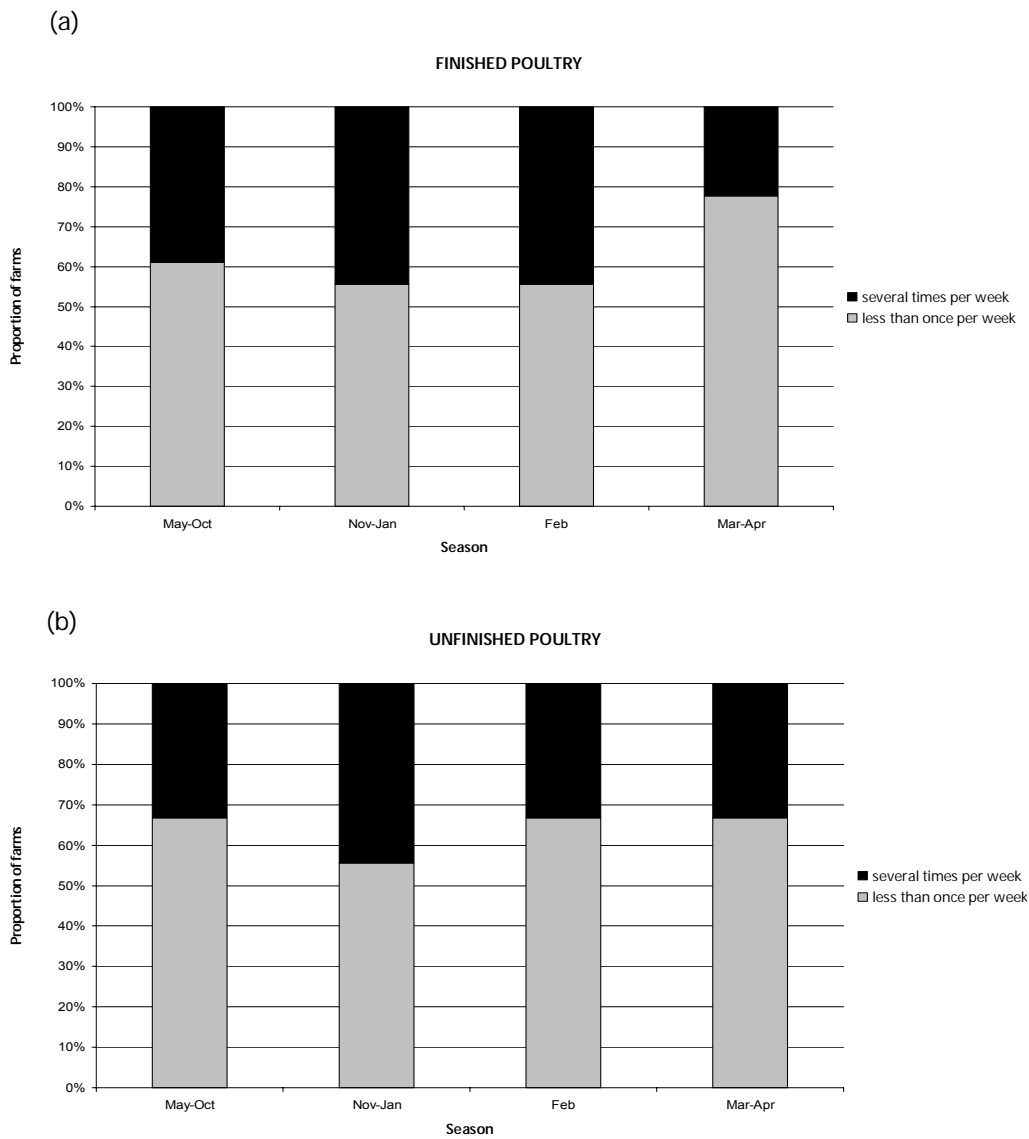 (a)
FINISHED POULTRY
100%
90%
80%
70%
60%
50%
40%
30%
20%
10%
0%
Proportion of farms
May-Oct Nov-Jan Feb Mar-Apr
Season
several times per week
less than once per week
(b)
UNFINISHED POULTRY
100%
90%
80%
70%
60%
50%
40%
30%
20%
10%
0%
Proportion of farms
May-Oct Nov-Jan Feb Mar-Apr
Season
several times per week
less than once per week